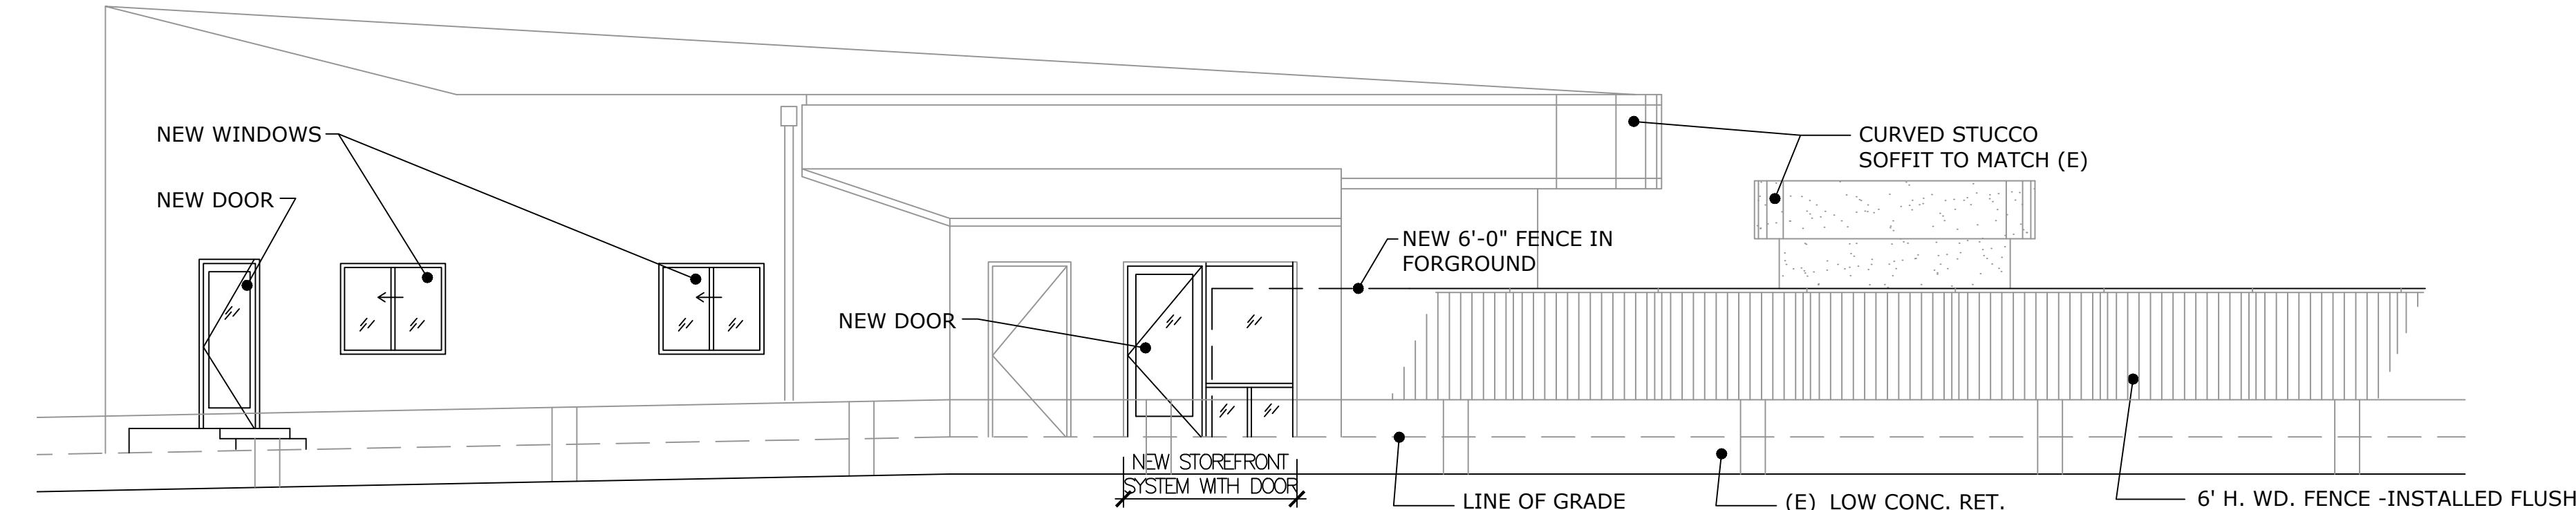 NEW WINDOWS
NEW DOOR
CURVED STUCCO
SOFFIT TO MATCH (E)
NEW 6'-0" FENCE IN
FORGROUND
NEW DOOR
NEW STOREFRONT
SYSTEM WITH DOOR
LINE OF GRADE
(E) LOW CONC. RET.
6' H. WD. FENCE -INSTALLED FLUSH